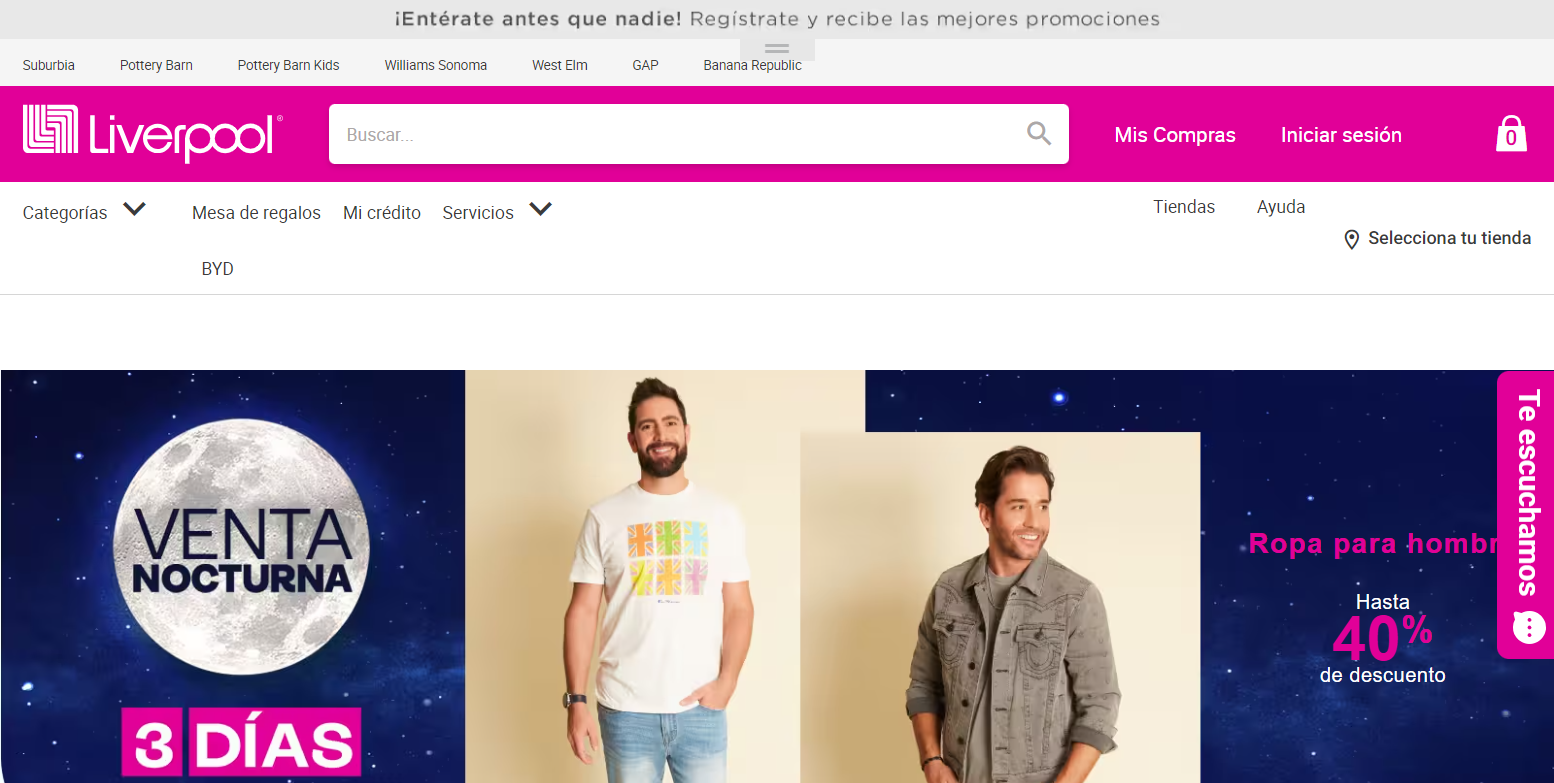 ¡Entérate antes que nadie! Regístrate y recibe las mejores promociones
Suburbia Pottery Barn Pottery Barn Kids Williams Sonoma West Elm GAP Banana Republic
Liverpool® Buscar... Mis Compras Iniciar sesión 0
Categorías Mesa de regalos Mi crédito Servicios Tiendas Ayuda
Selecciona tu tienda
BYD
VENTA
NOCTURNA
3 DÍAS
Ropa para hombr
Hasta
40%
de descuento
Te escuchamos